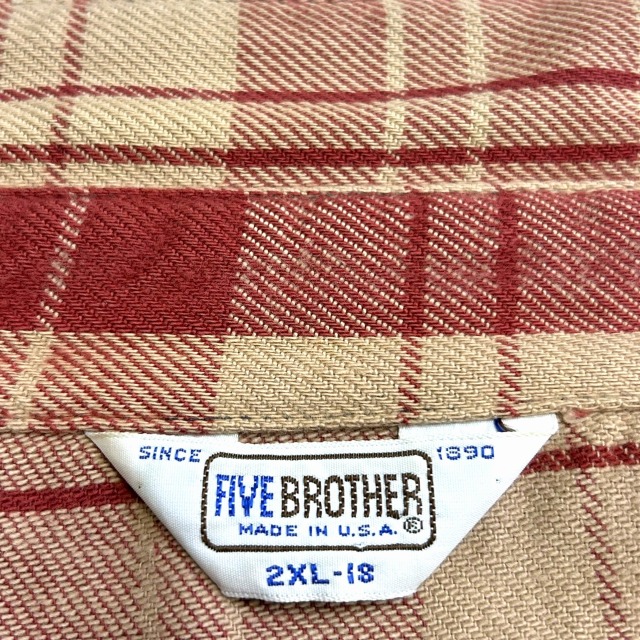 SINCE 1890
FIVE BROTHER
MADE IN U.S.A.®
2XL-18